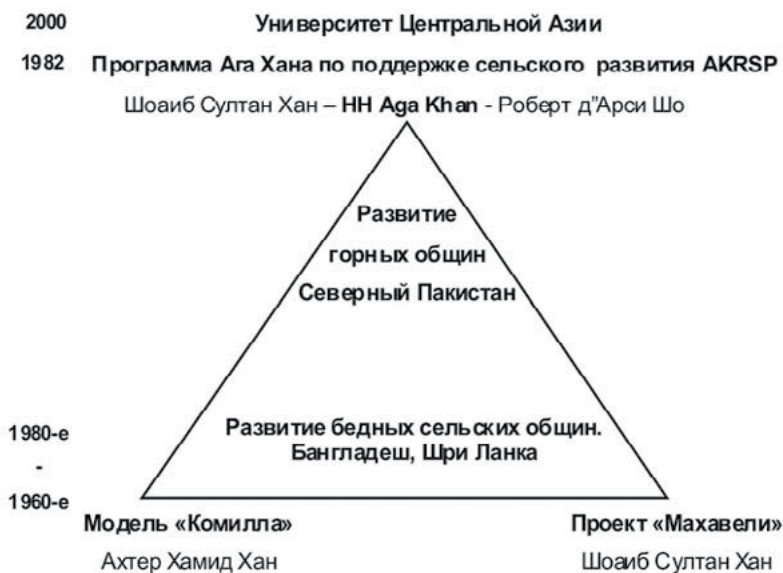 2000 Университет Центральной Азии
1982 Программа Ага Хана по поддержке сельского развития AKRSP
Шоаиб Султан Хан – HH Aga Khan - Роберт д"Арси Шо
Развитие
горных общин
Северный Пакистан
1980-е
-
1960-е
Развитие бедных сельских общин.
Бангладеш, Шри Ланка
Модель «Комилла»
Ахтер Хамид Хан
Проект «Махавели»
Шоаиб Султан Хан